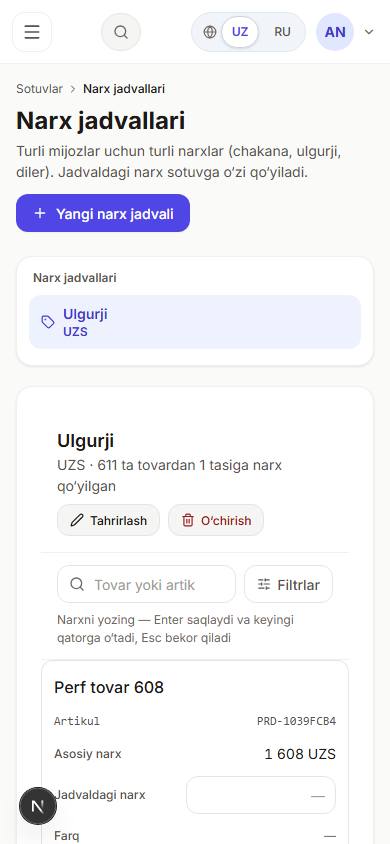 UZ
RU
AN
Sotuvlar
Narx jadvallari
Narx jadvallari
Turli mijozlar uchun turli narxlar (chakana, ulgurji,
diler). Jadvaldagi narx sotuvga o‘zi qo‘yiladi.
Yangi narx jadvali
Narx jadvallari
Ulgurji
UZS
Ulgurji
UZS · 611 ta tovardan 1 tasiga narx
qo‘yilgan
Tahrirlash
O‘chirish
Tovar yoki artik
Filtrlar
Narxni yozing — Enter saqlaydi va keyingi
qatorga o‘tadi, Esc bekor qiladi
Perf tovar 608
Artikul PRD-1039FCB4
Asosiy narx 1 608 UZS
Jadvaldagi narx —
N
Farq —